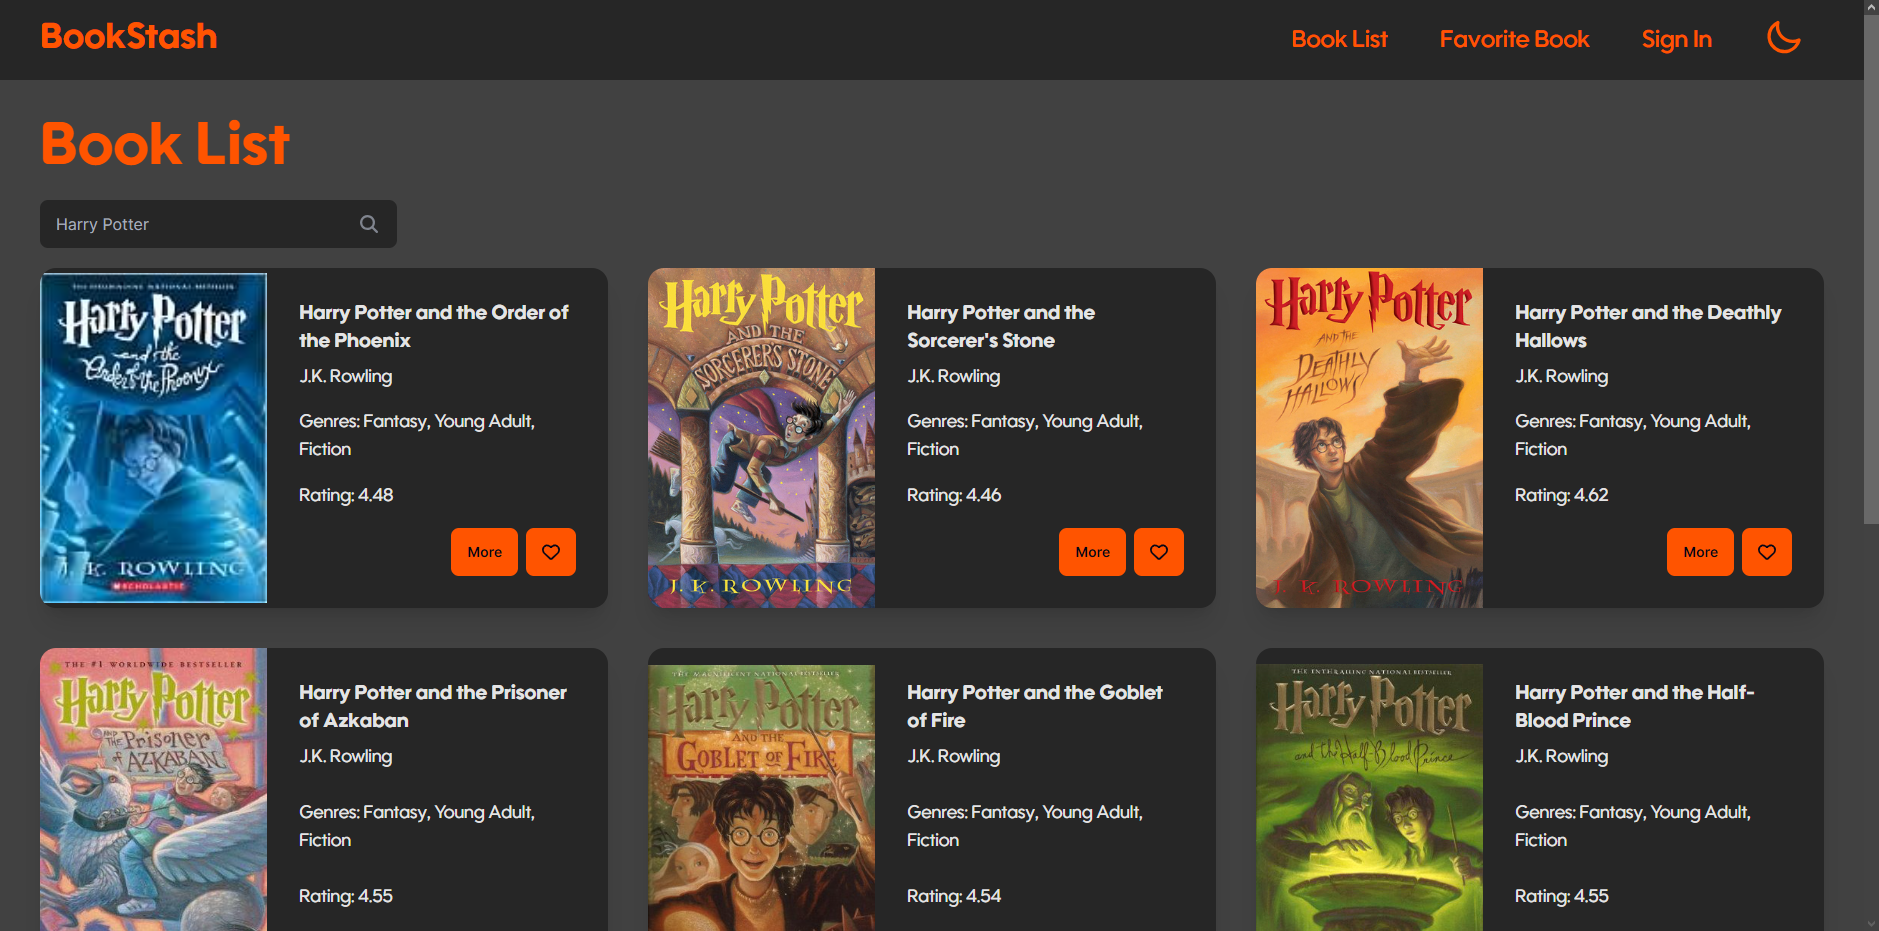 BookStash
Book List
Favorite Book
Sign In
Book List
Harry Potter
Harry Potter
and the
Order of the Phoenix
J. K. ROWLING
SCHOLASTIC
Harry Potter and the Order of
the Phoenix
J.K. Rowling
Genres: Fantasy, Young Adult,
Fiction
Rating: 4.48
More
Harry Potter
AND THE
SORCERER'S STONE
J. K. ROWLING
Harry Potter and the
Sorcerer's Stone
J.K. Rowling
Genres: Fantasy, Young Adult,
Fiction
Rating: 4.46
More
Harry Potter
AND THE
DEATHLY
HALLOWS
J. K. ROWLING
Harry Potter and the Deathly
Hallows
J.K. Rowling
Genres: Fantasy, Young Adult,
Fiction
Rating: 4.62
More
THE #1 WORLDWIDE BESTSELLER
Harry Potter
AND THE Prisoner
of AZKABAN
Harry Potter and the Prisoner
of Azkaban
J.K. Rowling
Genres: Fantasy, Young Adult,
Fiction
Rating: 4.55
THE MAGNIFICENT NATIONAL BESTSELLER
Harry Potter
AND THE
GOBLET OF FIRE
Harry Potter and the Goblet
of Fire
J.K. Rowling
Genres: Fantasy, Young Adult,
Fiction
Rating: 4.54
THE ENTHRALLING NATIONAL BESTSELLER
Harry Potter
and the Half-Blood Prince
Harry Potter and the Half-
Blood Prince
J.K. Rowling
Genres: Fantasy, Young Adult,
Fiction
Rating: 4.55